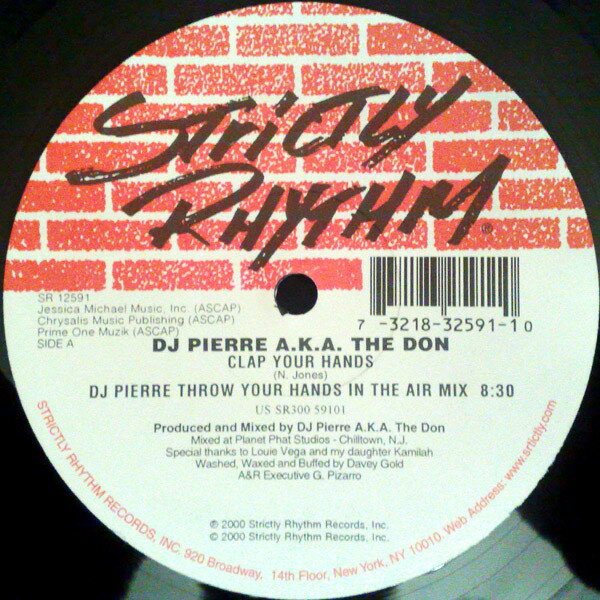 STRICTLY
RHYTHM®
SR 12591
Jessica Michael Music, Inc. (ASCAP)
Chrysalis Music Publishing (ASCAP)
Prime One Muzik (ASCAP)
SIDE A
7 -3218-32591-1 0
DJ PIERRE A.K.A. THE DON
CLAP YOUR HANDS
(N. Jones)
DJ PIERRE THROW YOUR HANDS IN THE AIR MIX 8:30
US SR300 59101
Produced and Mixed by DJ Pierre A.K.A. The Don
Mixed at Planet Phat Studios - Chilltown, N.J.
Special thanks to Louie Vega and my daughter Kamilah
Washed, Waxed and Buffed by Davey Gold
A&R Executive G. Pizarro
℗ 2000 Strictly Rhythm Records, Inc.
© 2000 Strictly Rhythm Records, Inc.
STRICTLY RHYTHM RECORDS, INC. 920 Broadway, 14th Floor, New York, NY 10010. Web Address: www.strictly.com